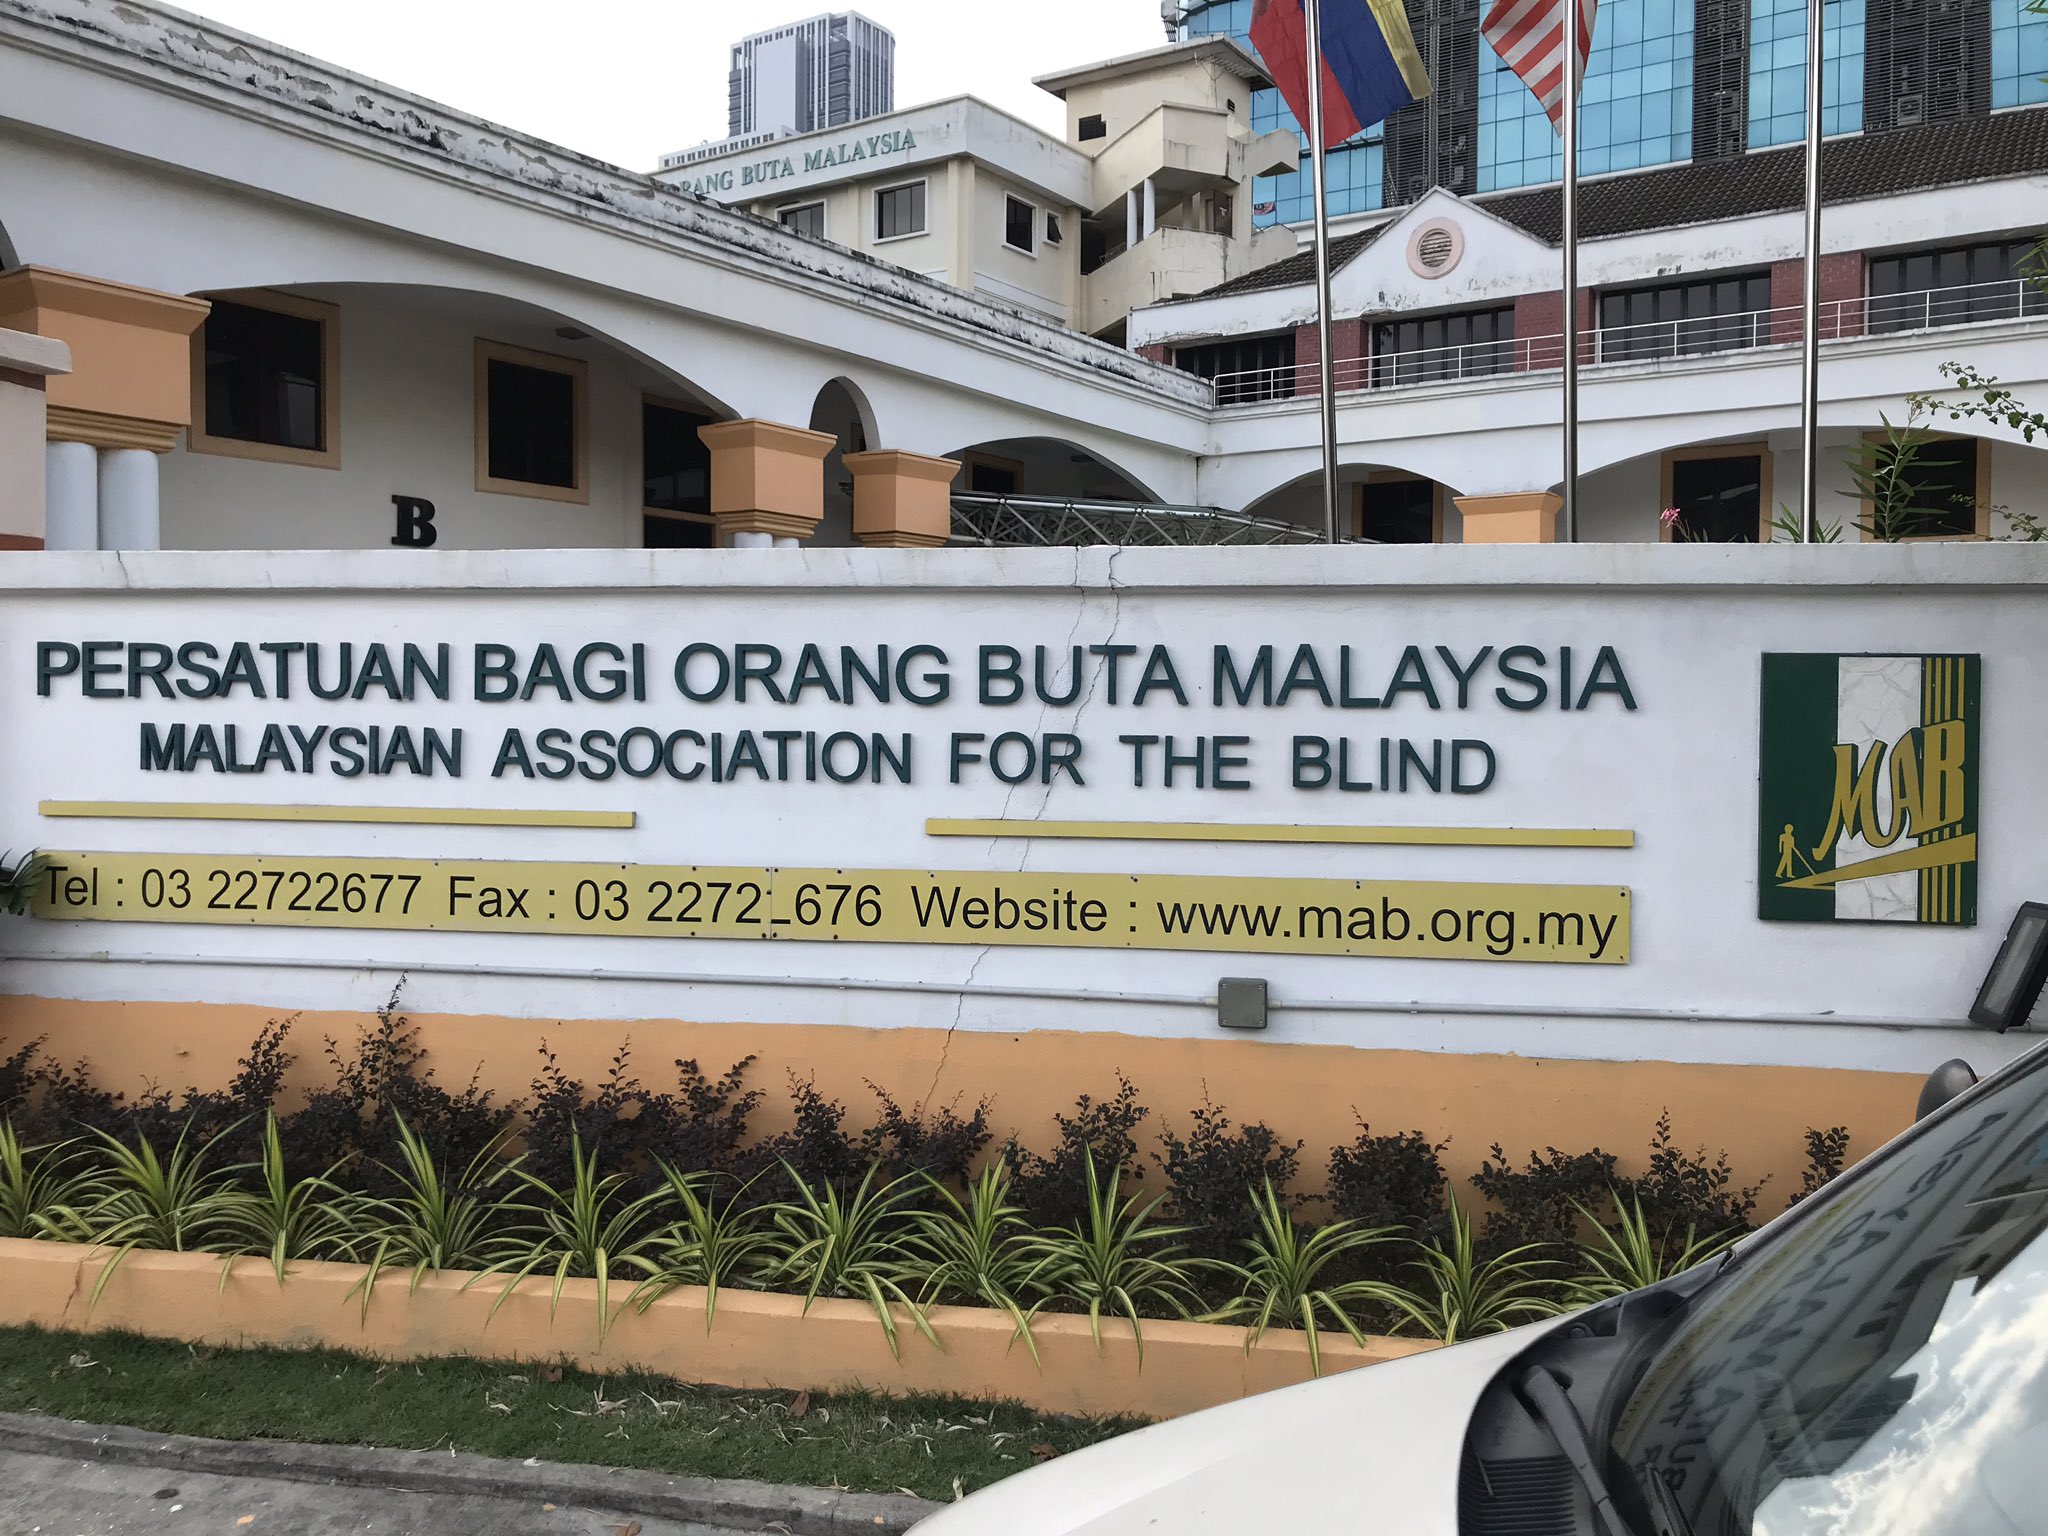 ORANG BUTA MALAYSIA
B
PERSATUAN BAGI ORANG BUTA MALAYSIA
MALAYSIAN ASSOCIATION FOR THE BLIND
MAB
Tel : 03 22722677 Fax : 03 22722676 Website : www.mab.org.my